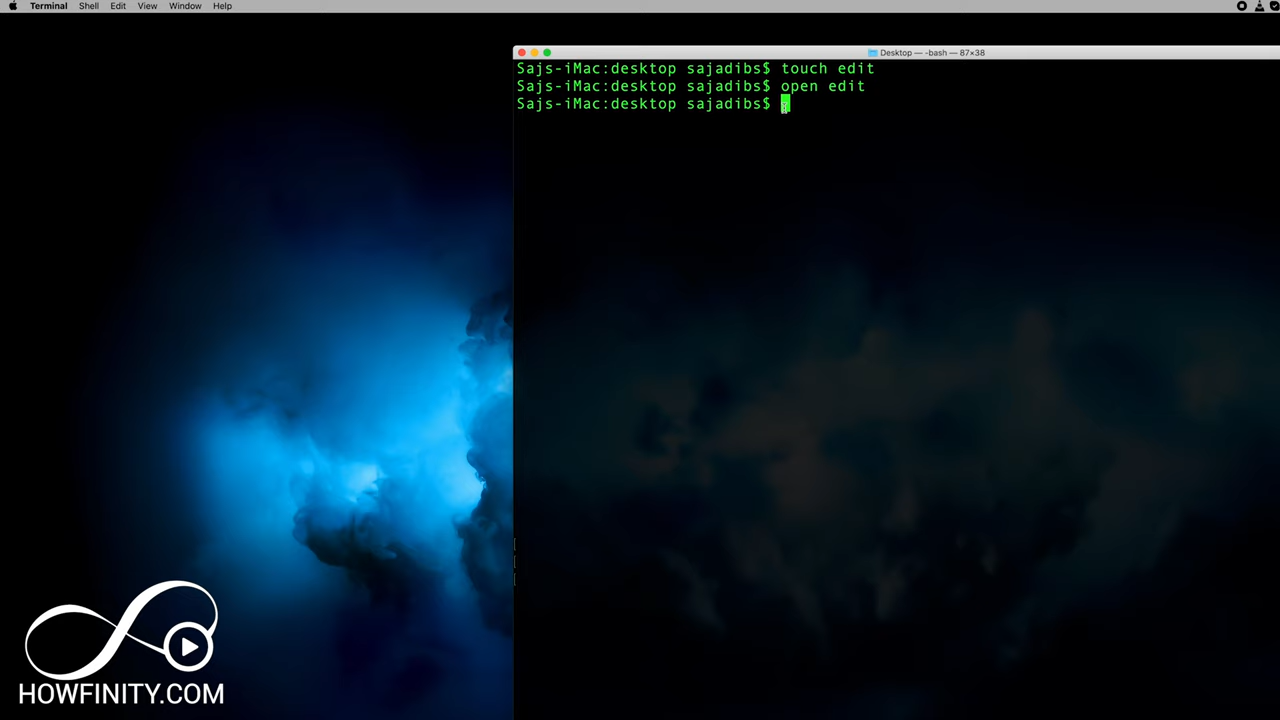 Terminal Shell Edit View Window Help
Desktop — -bash — 87×38
Sajs-iMac:desktop sajadibs$ touch edit
Sajs-iMac:desktop sajadibs$ open edit
Sajs-iMac:desktop sajadibs$
HOWFINITY.COM